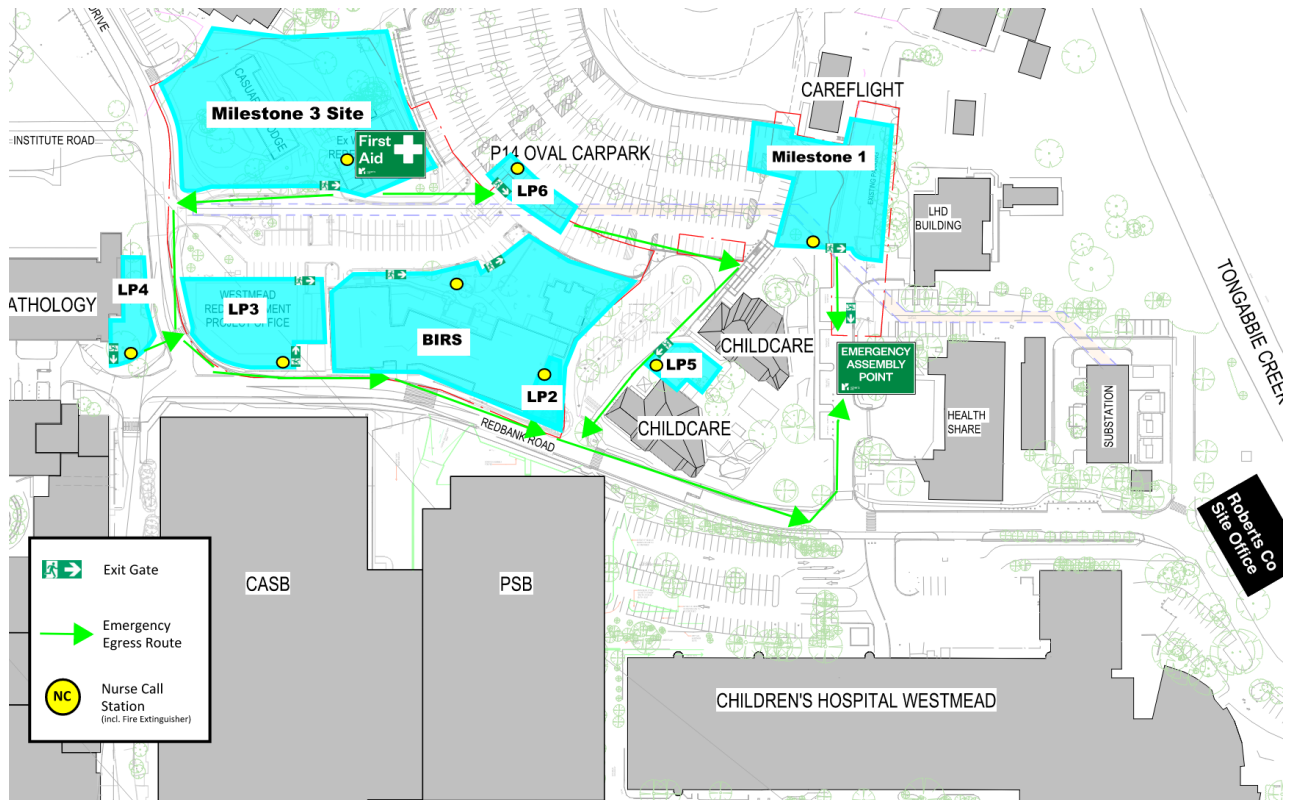 DRIVE
CAREFLIGHT
Milestone 3 Site
INSTITUTE ROAD
First
Aid
P14 OVAL CARPARK
Milestone 1
LP6
EXISTING
LHD
BUILDING
TONGABBIE CREEK
LP4
ATHOLOGY
WESTMEAD
LP3
PROJECT OFFICE
BIRS
CHILDCARE
LP5
EMERGENCY
ASSEMBLY
POINT
LP2
CHILDCARE
HEALTH
SHARE
SUBSTATION
REDBANK ROAD
Roberts Co
Site Office
Exit Gate
CASB
PSB
Emergency
Egress Route
NC
Nurse Call
Station
(incl. Fire Extinguisher)
CHILDREN'S HOSPITAL WESTMEAD